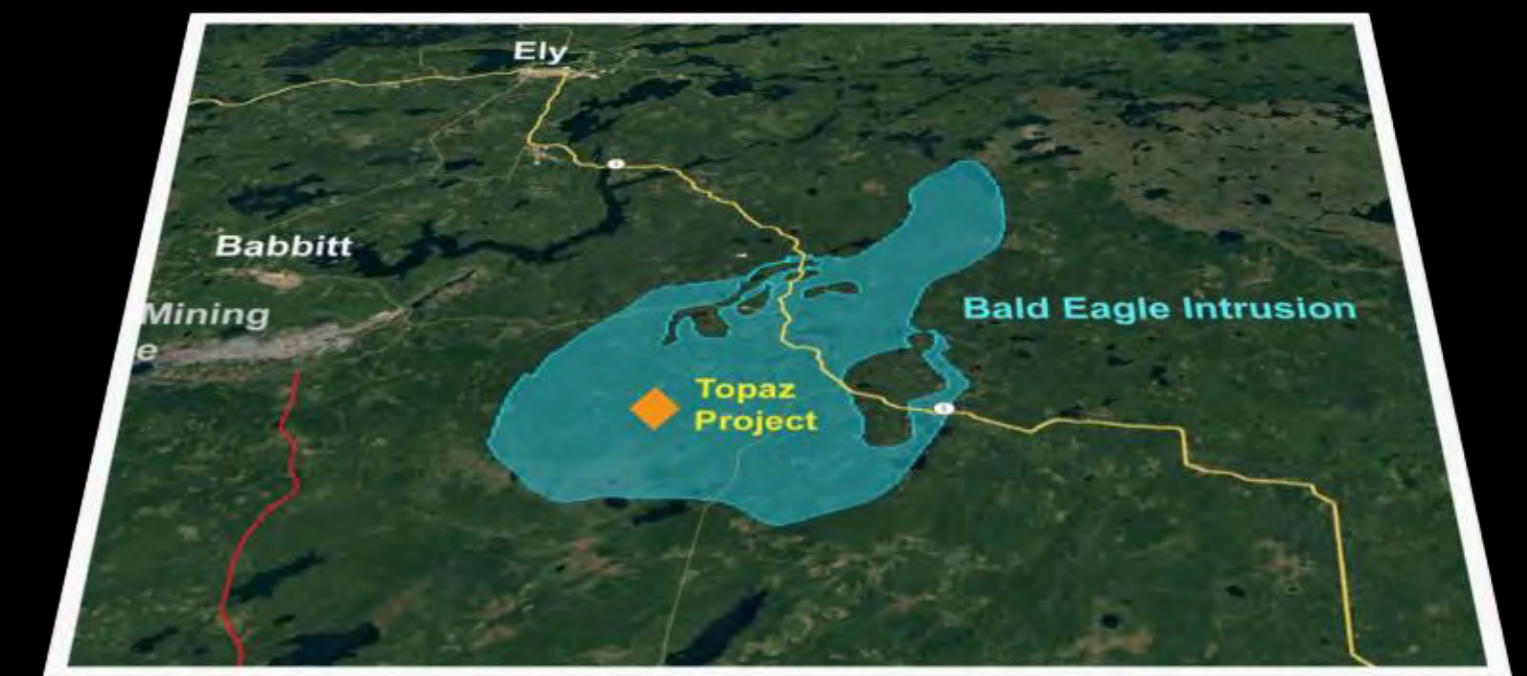 Ely
Babbitt
Mining
e
Bald Eagle Intrusion
Topaz
Project